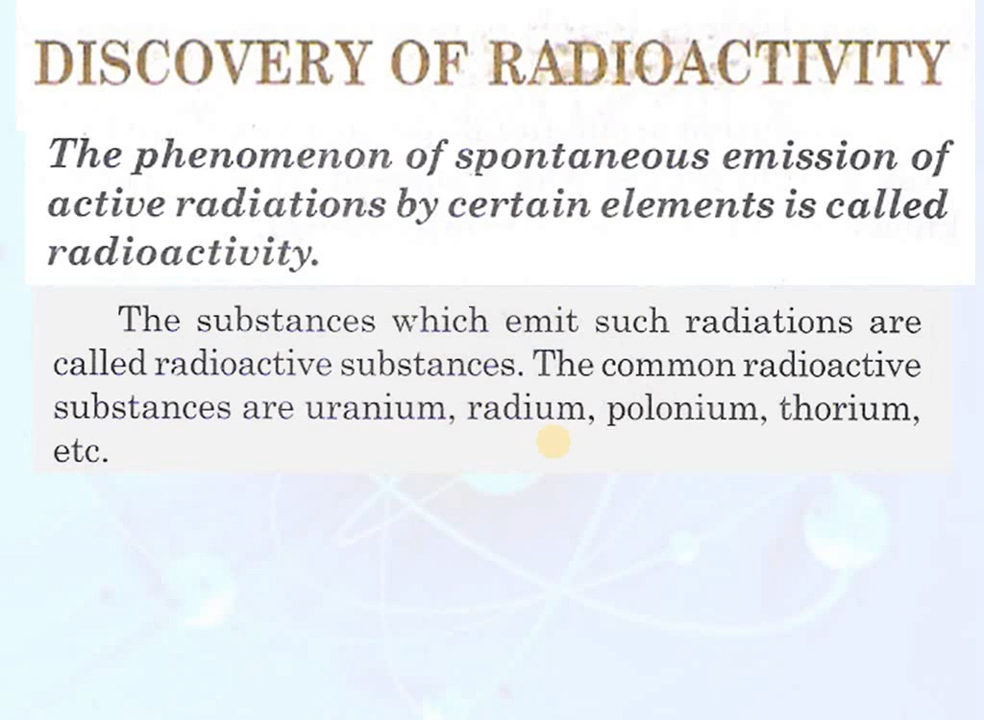 DISCOVERY OF RADIOACTIVITY
The phenomenon of spontaneous emission of
active radiations by certain elements is called
radioactivity.
The substances which emit such radiations are
called radioactive substances. The common radioactive
substances are uranium, radium, polonium, thorium,
etc.